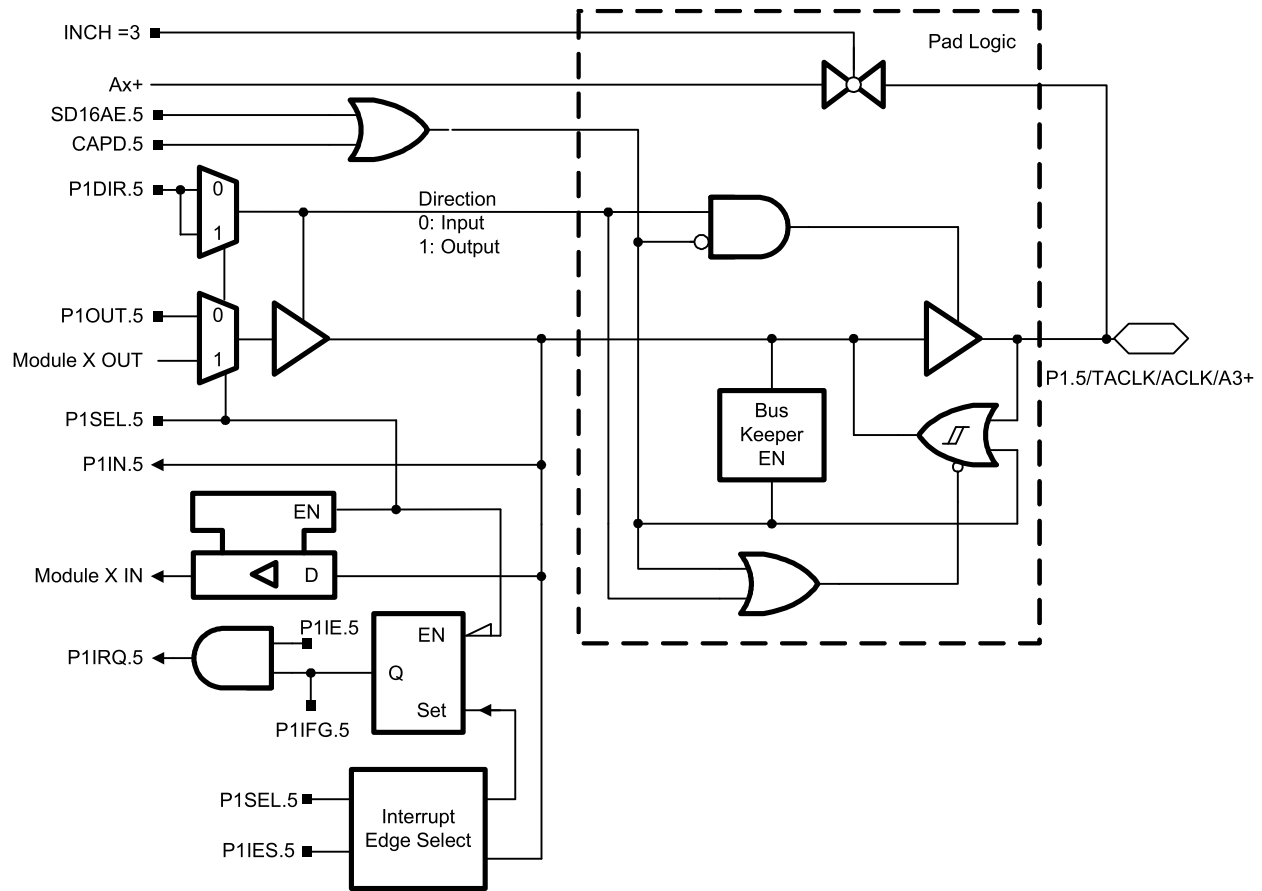 INCH =3
Pad Logic
Ax+
SD16AE.5
CAPD.5
P1DIR.5
0
1
Direction
0: Input
1: Output
P1OUT.5
0
Module X OUT
1
P1.5/TACLK/ACLK/A3+
P1SEL.5
Bus
Keeper
EN
P1IN.5
EN
Module X IN
D
P1IE.5
EN
P1IRQ.5
Q
Set
P1IFG.5
P1SEL.5
Interrupt
Edge Select
P1IES.5